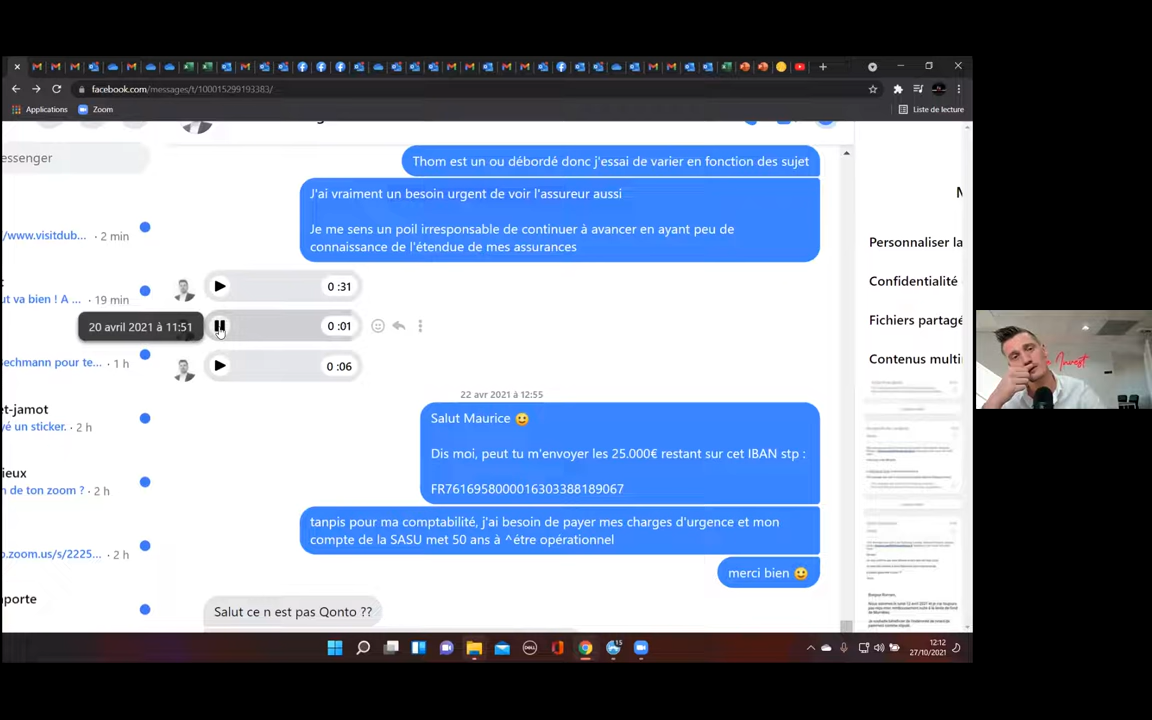 facebook.com/messages/t/100015299193383/
Applications
Zoom
Liste de lecture
essenger
Thom est un ou débordé donc j'essai de varier en fonction des sujet
J'ai vraiment un besoin urgent de voir l'assureur aussi
Je me sens un poil irresponsable de continuer à avancer en ayant peu de
connaissance de l'étendue de mes assurances
M
Personnaliser la
Confidentialité
Fichiers partagé
Contenus multi
/www.visitdub... · 2 min
t
ut va bien ! A ... · 19 min
0 :31
20 avril 2021 à 11:51
0 :01
0 :06
echmann pour te... · 1 h
et-jamot
vé un sticker. · 2 h
ieux
n de ton zoom ? · 2 h
o.zoom.us/s/2225... · 2 h
aporte
22 avr 2021 à 12:55
Salut Maurice 🙂
Dis moi, peut tu m'envoyer les 25.000€ restant sur cet IBAN stp :
FR7616958000016303388189067
tanpis pour ma comptabilité, j'ai besoin de payer mes charges d'urgence et mon
compte de la SASU met 50 ans à ^étre opérationnel
merci bien 🙂
Salut ce n est pas Qonto ??
Invest
DELL
15
12:12
27/10/2021